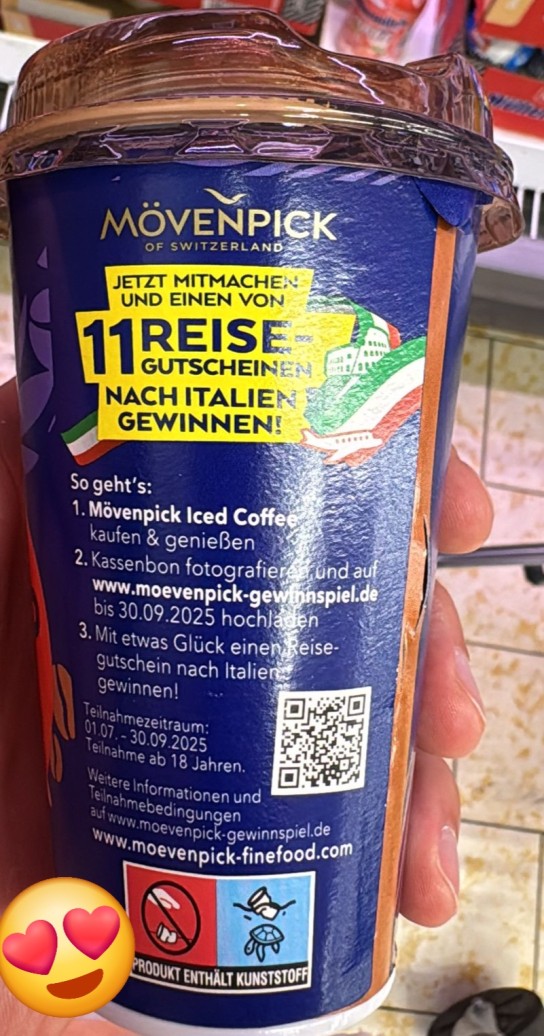 MÖVENPICK
OF SWITZERLAND
JETZT MITMACHEN
UND EINEN VON
11 REISE-
GUTSCHEINEN
NACH ITALIEN
GEWINNEN!
So geht's:
1. Mövenpick Iced Coffee
kaufen & genießen
2. Kassenbon fotografieren und auf
www.moevenpick-gewinnspiel.de
bis 30.09.2025 hochladen
3. Mit etwas Glück einen Reise-
gutschein nach Italien
gewinnen!
Teilnahmezeitraum:
01.07. - 30.09.2025
Teilnahme ab 18 Jahren.
Weitere Informationen und
Teilnahmebedingungen
auf www.moevenpick-gewinnspiel.de
www.moevenpick-finefood.com
PRODUKT ENTHÄLT KUNSTSTOFF